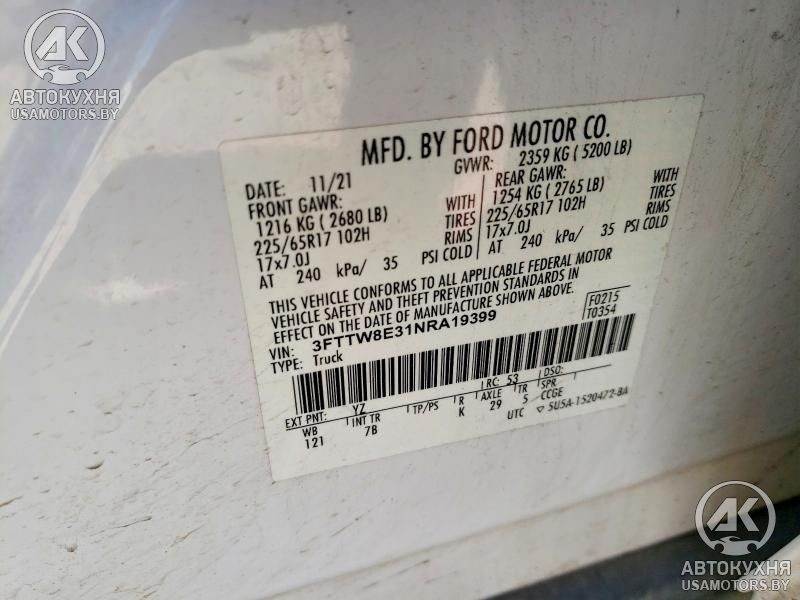 AK
АВТОКУХНЯ
USAMOTORS.BY
MFD. BY FORD MOTOR CO.
DATE: 11/21 GVWR: 2359 KG ( 5200 LB)
FRONT GAWR: REAR GAWR:
1216 KG ( 2680 LB) WITH 1254 KG ( 2765 LB) WITH
225/65R17 102H TIRES 225/65R17 102H TIRES
17x7.0J RIMS 17x7.0J RIMS
AT 240 kPa/ 35 PSI COLD AT 240 kPa/ 35 PSI COLD
THIS VEHICLE CONFORMS TO ALL APPLICABLE FEDERAL MOTOR
VEHICLE SAFETY AND THEFT PREVENTION STANDARDS IN
EFFECT ON THE DATE OF MANUFACTURE SHOWN ABOVE.
VIN: 3FTTW8E31NRA19399 F0215
TYPE: Truck T0354
EXT PNT: YZ RC: 53 DSO:
WB INT TR TP/PS R AXLE TR SPR
121 7B K 29 5 CCGE
UTC ▽ 5U5A-1520472-BA
AK
АВТОКУХНЯ
USAMOTORS.BY